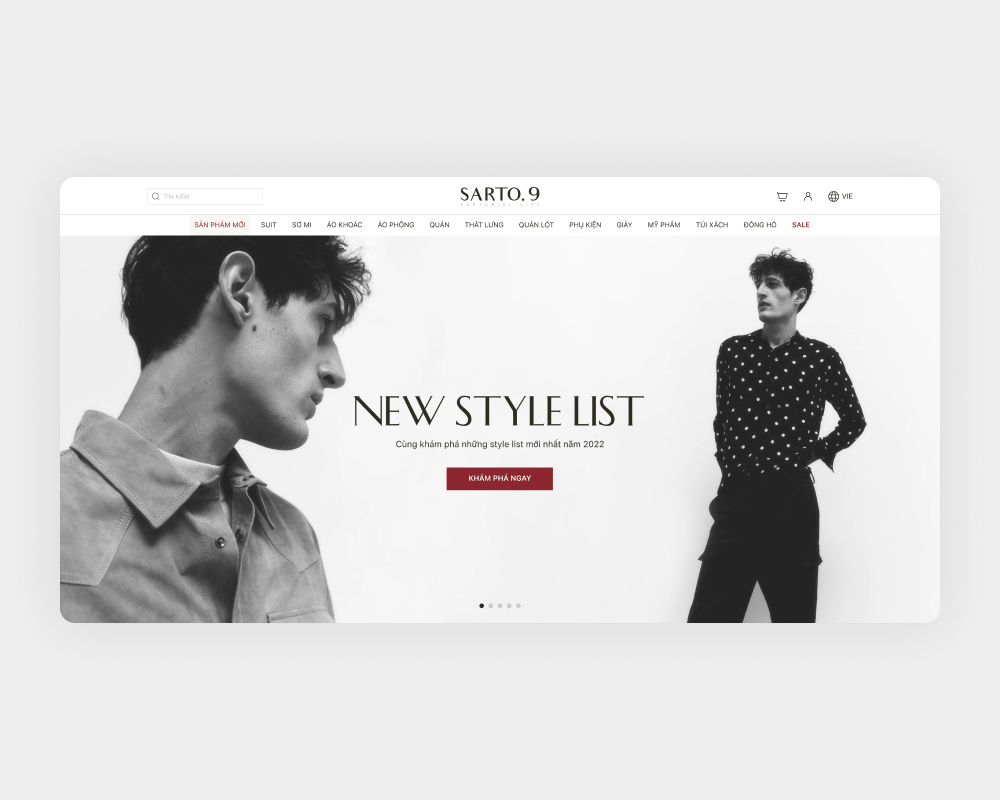 TÌM KIẾM
SARTO. 9
SARTORIAL LIFE
VIE
SẢN PHẨM MỚI SUIT SƠ MI ÁO KHOÁC ÁO PHÔNG QUẦN THẮT LƯNG QUẦN LÓT PHỤ KIỆN GIÀY MỸ PHẨM TÚI XÁCH ĐỒNG HỒ SALE
NEW STYLE LIST
Cùng khám phá những style list mới nhất năm 2022
KHÁM PHÁ NGAY